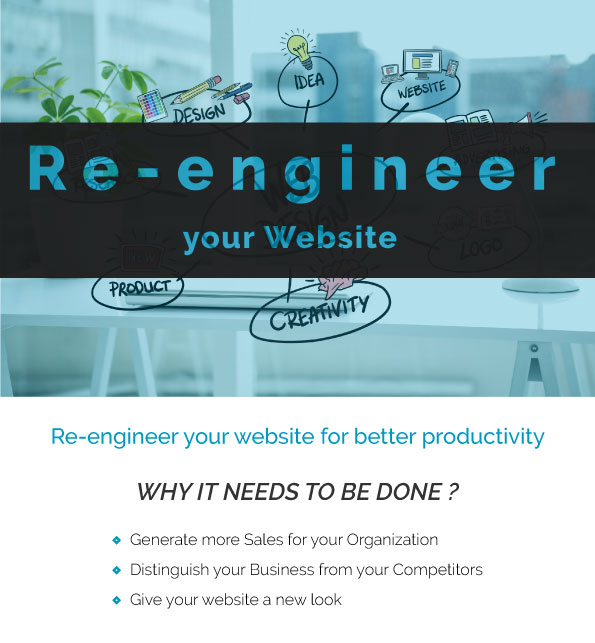 IDEA
WEBSITE
DESIGN
ADVERTISING
Re-engineer
DESIGN
your Website
LOGO
PRODUCT
CREATIVITY
Re-engineer your website for better productivity
WHY IT NEEDS TO BE DONE ?
Generate more Sales for your Organization
Distinguish your Business from your Competitors
Give your website a new look